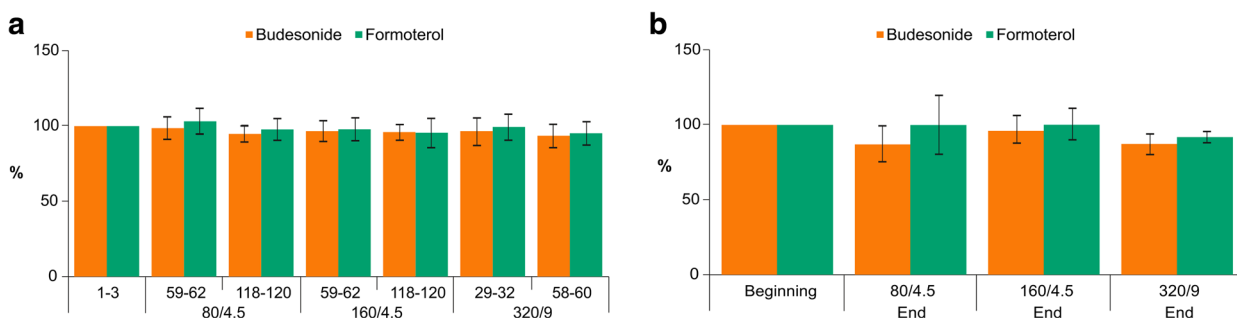 a
Budesonide Formoterol
150
100
%
50
0
1-3 59-62 118-120 59-62 118-120 29-32 58-60
80/4.5 160/4.5 320/9
b
Budesonide Formoterol
150
100
%
50
0
Beginning 80/4.5 160/4.5 320/9
End End End